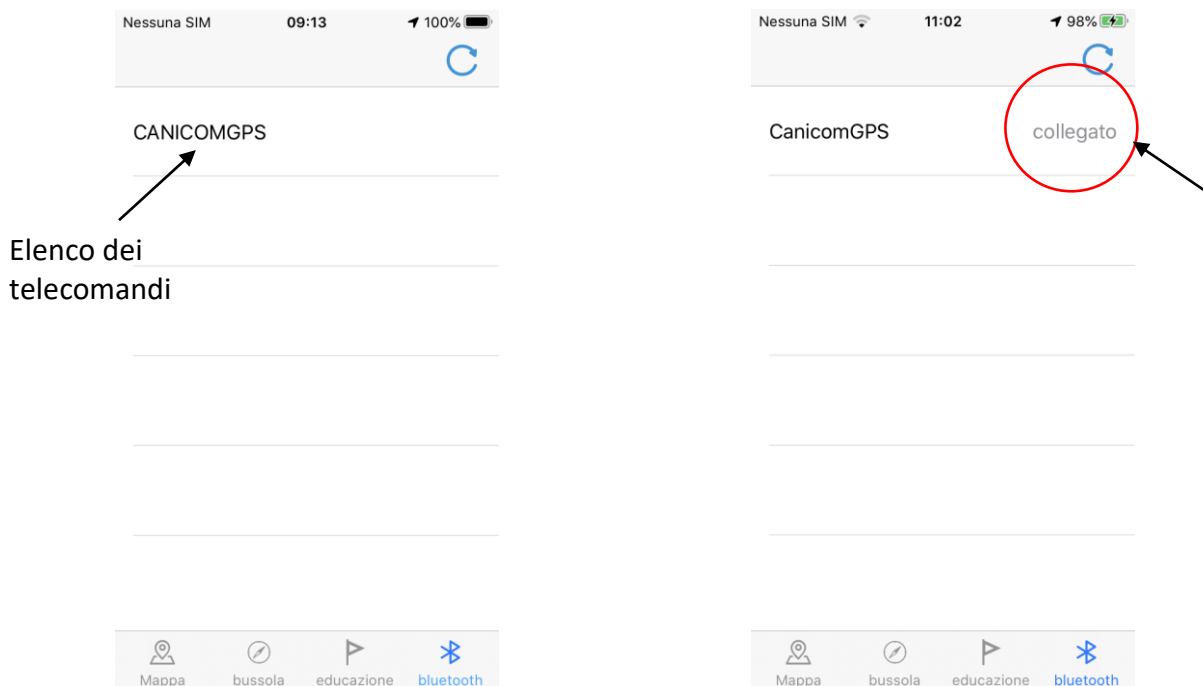 Nessuna SIM 09:13 100%
CANICOMGPS
Elenco dei
telecomandi
Mappa bussola educazione bluetooth
Nessuna SIM 11:02 98%
CanicomGPS collegato
Mappa bussola educazione bluetooth